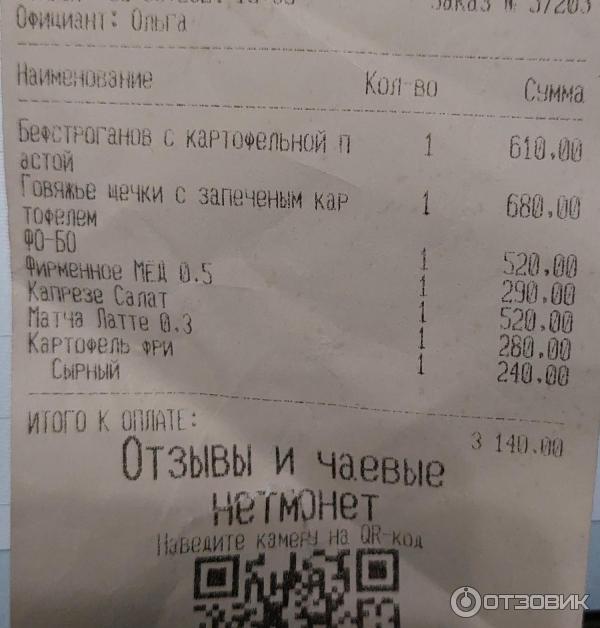 Официант: Ольга
Заказ № 37203
Наименование Кол-во Сумма
Бефстроганов с картофельной п 1 610.00
астой
Говяжье щечки с запеченым кар 1 680.00
тофелем
ФО-БО 1 520.00
Фирменное МЁД 0.5 1 290.00
Капрезе Салат 1 520.00
Матча Латте 0.3 1 280.00
Картофель фри 1 240.00
Сырный
ИТОГО К ОПЛАТЕ: 3 140.00
Отзывы и чаевые
нетмонет
Наведите камеру на QR-код
ОТЗОВИК